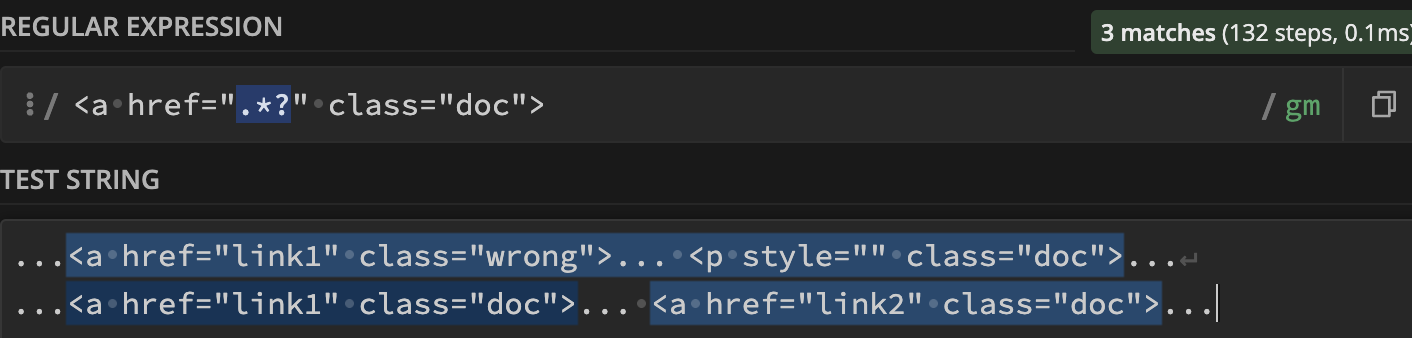 REGULAR EXPRESSION
3 matches (132 steps, 0.1ms)
/ <a href=".*?" class="doc"> / gm
TEST STRING
...<a href="link1" class="wrong">... <p style="" class="doc">...
...<a href="link1" class="doc">... <a href="link2" class="doc">...